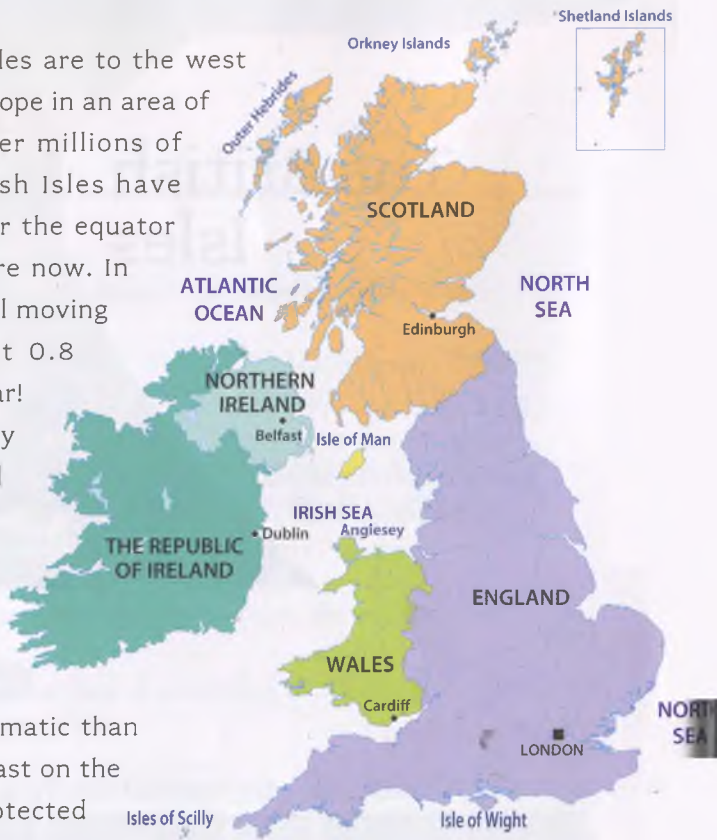 Shetland Islands
Orkney Islands
les are to the west
ope in an area of
er millions of
sh Isles have
r the equator
re now. In
l moving
t 0.8
ar!
y
Outer Hebrides
SCOTLAND
ATLANTIC
OCEAN
NORTH
SEA
Edinburgh
NORTHERN
IRELAND
Belfast
Isle of Man
IRISH SEA
Anglesey
Dublin
THE REPUBLIC
OF IRELAND
ENGLAND
WALES
Cardiff
NORT
SEA
LONDON
matic than
ast on the
otected
Isles of Scilly
Isle of Wight